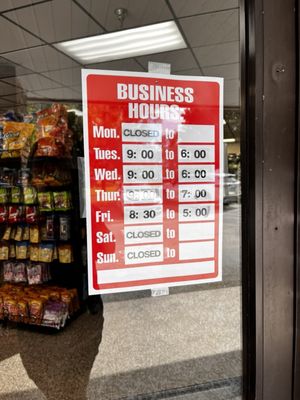 BUSINESS
HOURS
Mon. CLOSED to
Tues. 9:00 to 6:00
Wed. 9:00 to 6:00
Thur. to 7:00
Fri. 8:30 to 5:00
Sat. CLOSED to
Sun. CLOSED to